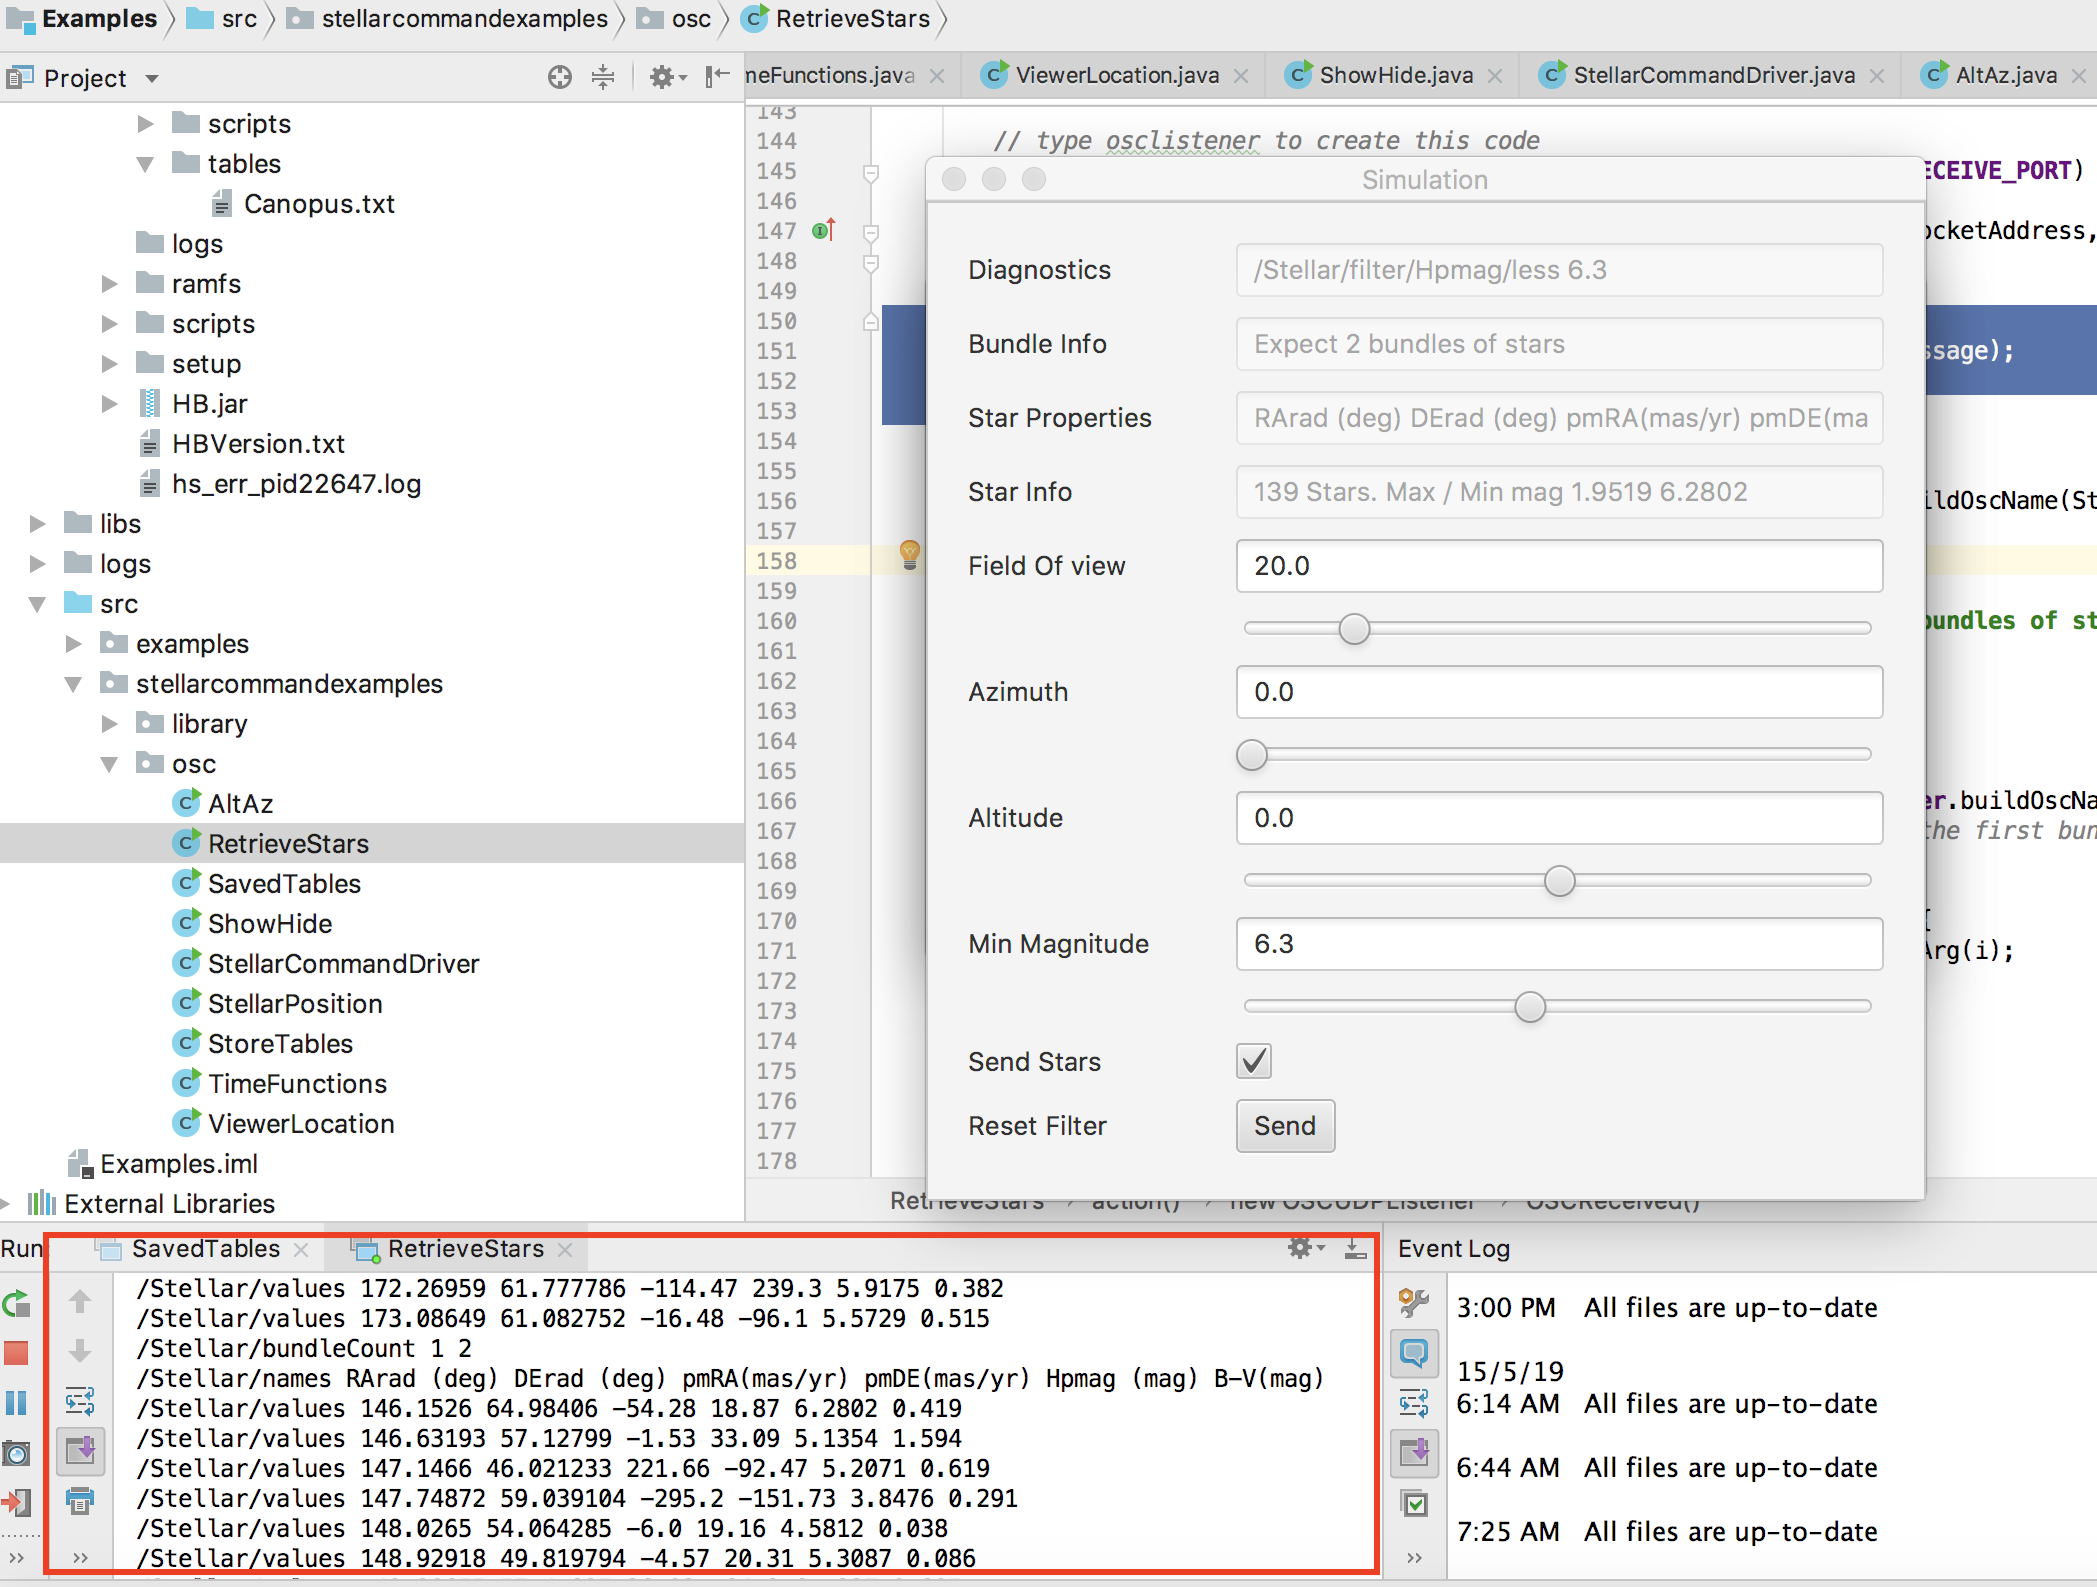 Examples src stellarcommandexamples osc RetrieveStars
Project
meFunctions.java ViewerLocation.java ShowHide.java StellarCommandDriver.java AltAz.java
scripts
tables
Canopus.txt
logs
ramfs
scripts
setup
HB.jar
HBVersion.txt
hs_err_pid22647.log
libs
logs
src
examples
stellarcommandexamples
library
osc
AltAz
RetrieveStars
SavedTables
ShowHide
StellarCommandDriver
StellarPosition
StoreTables
TimeFunctions
ViewerLocation
Examples.iml
External Libraries
143
144 // type osclistener to create this code
145 ECEIVE_PORT)
146
147 ocketAddress,
148
149
150
151 ssage);
152
153
154
155
156 ildOscName(St
157
158
159
160 bundles of st
161
162
163
164
165
166 er.buildOscNa
167 the first bun
168
169
170 {
171 Arg(i);
172
173
174
175
176
177
178
Simulation
Diagnostics /Stellar/filter/Hpmag/less 6.3
Bundle Info Expect 2 bundles of stars
Star Properties RArad (deg) DErad (deg) pmRA(mas/yr) pmDE(ma
Star Info 139 Stars. Max / Min mag 1.9519 6.2802
Field Of view 20.0
Azimuth 0.0
Altitude 0.0
Min Magnitude 6.3
Send Stars
Reset Filter Send
RetrieveStars action() new OSCUDPListener OSCReceived()
Run SavedTables RetrieveStars
/Stellar/values 172.26959 61.777786 -114.47 239.3 5.9175 0.382
/Stellar/values 173.08649 61.082752 -16.48 -96.1 5.5729 0.515
/Stellar/bundleCount 1 2
/Stellar/names RArad (deg) DErad (deg) pmRA(mas/yr) pmDE(mas/yr) Hpmag (mag) B-V(mag)
/Stellar/values 146.1526 64.98406 -54.28 18.87 6.2802 0.419
/Stellar/values 146.63193 57.12799 -1.53 33.09 5.1354 1.594
/Stellar/values 147.1466 46.021233 221.66 -92.47 5.2071 0.619
/Stellar/values 147.74872 59.039104 -295.2 -151.73 3.8476 0.291
/Stellar/values 148.0265 54.064285 -6.0 19.16 4.5812 0.038
/Stellar/values 148.92918 49.819794 -4.57 20.31 5.3087 0.086
Event Log
3:00 PM All files are up-to-date
15/5/19
6:14 AM All files are up-to-date
6:44 AM All files are up-to-date
7:25 AM All files are up-to-date